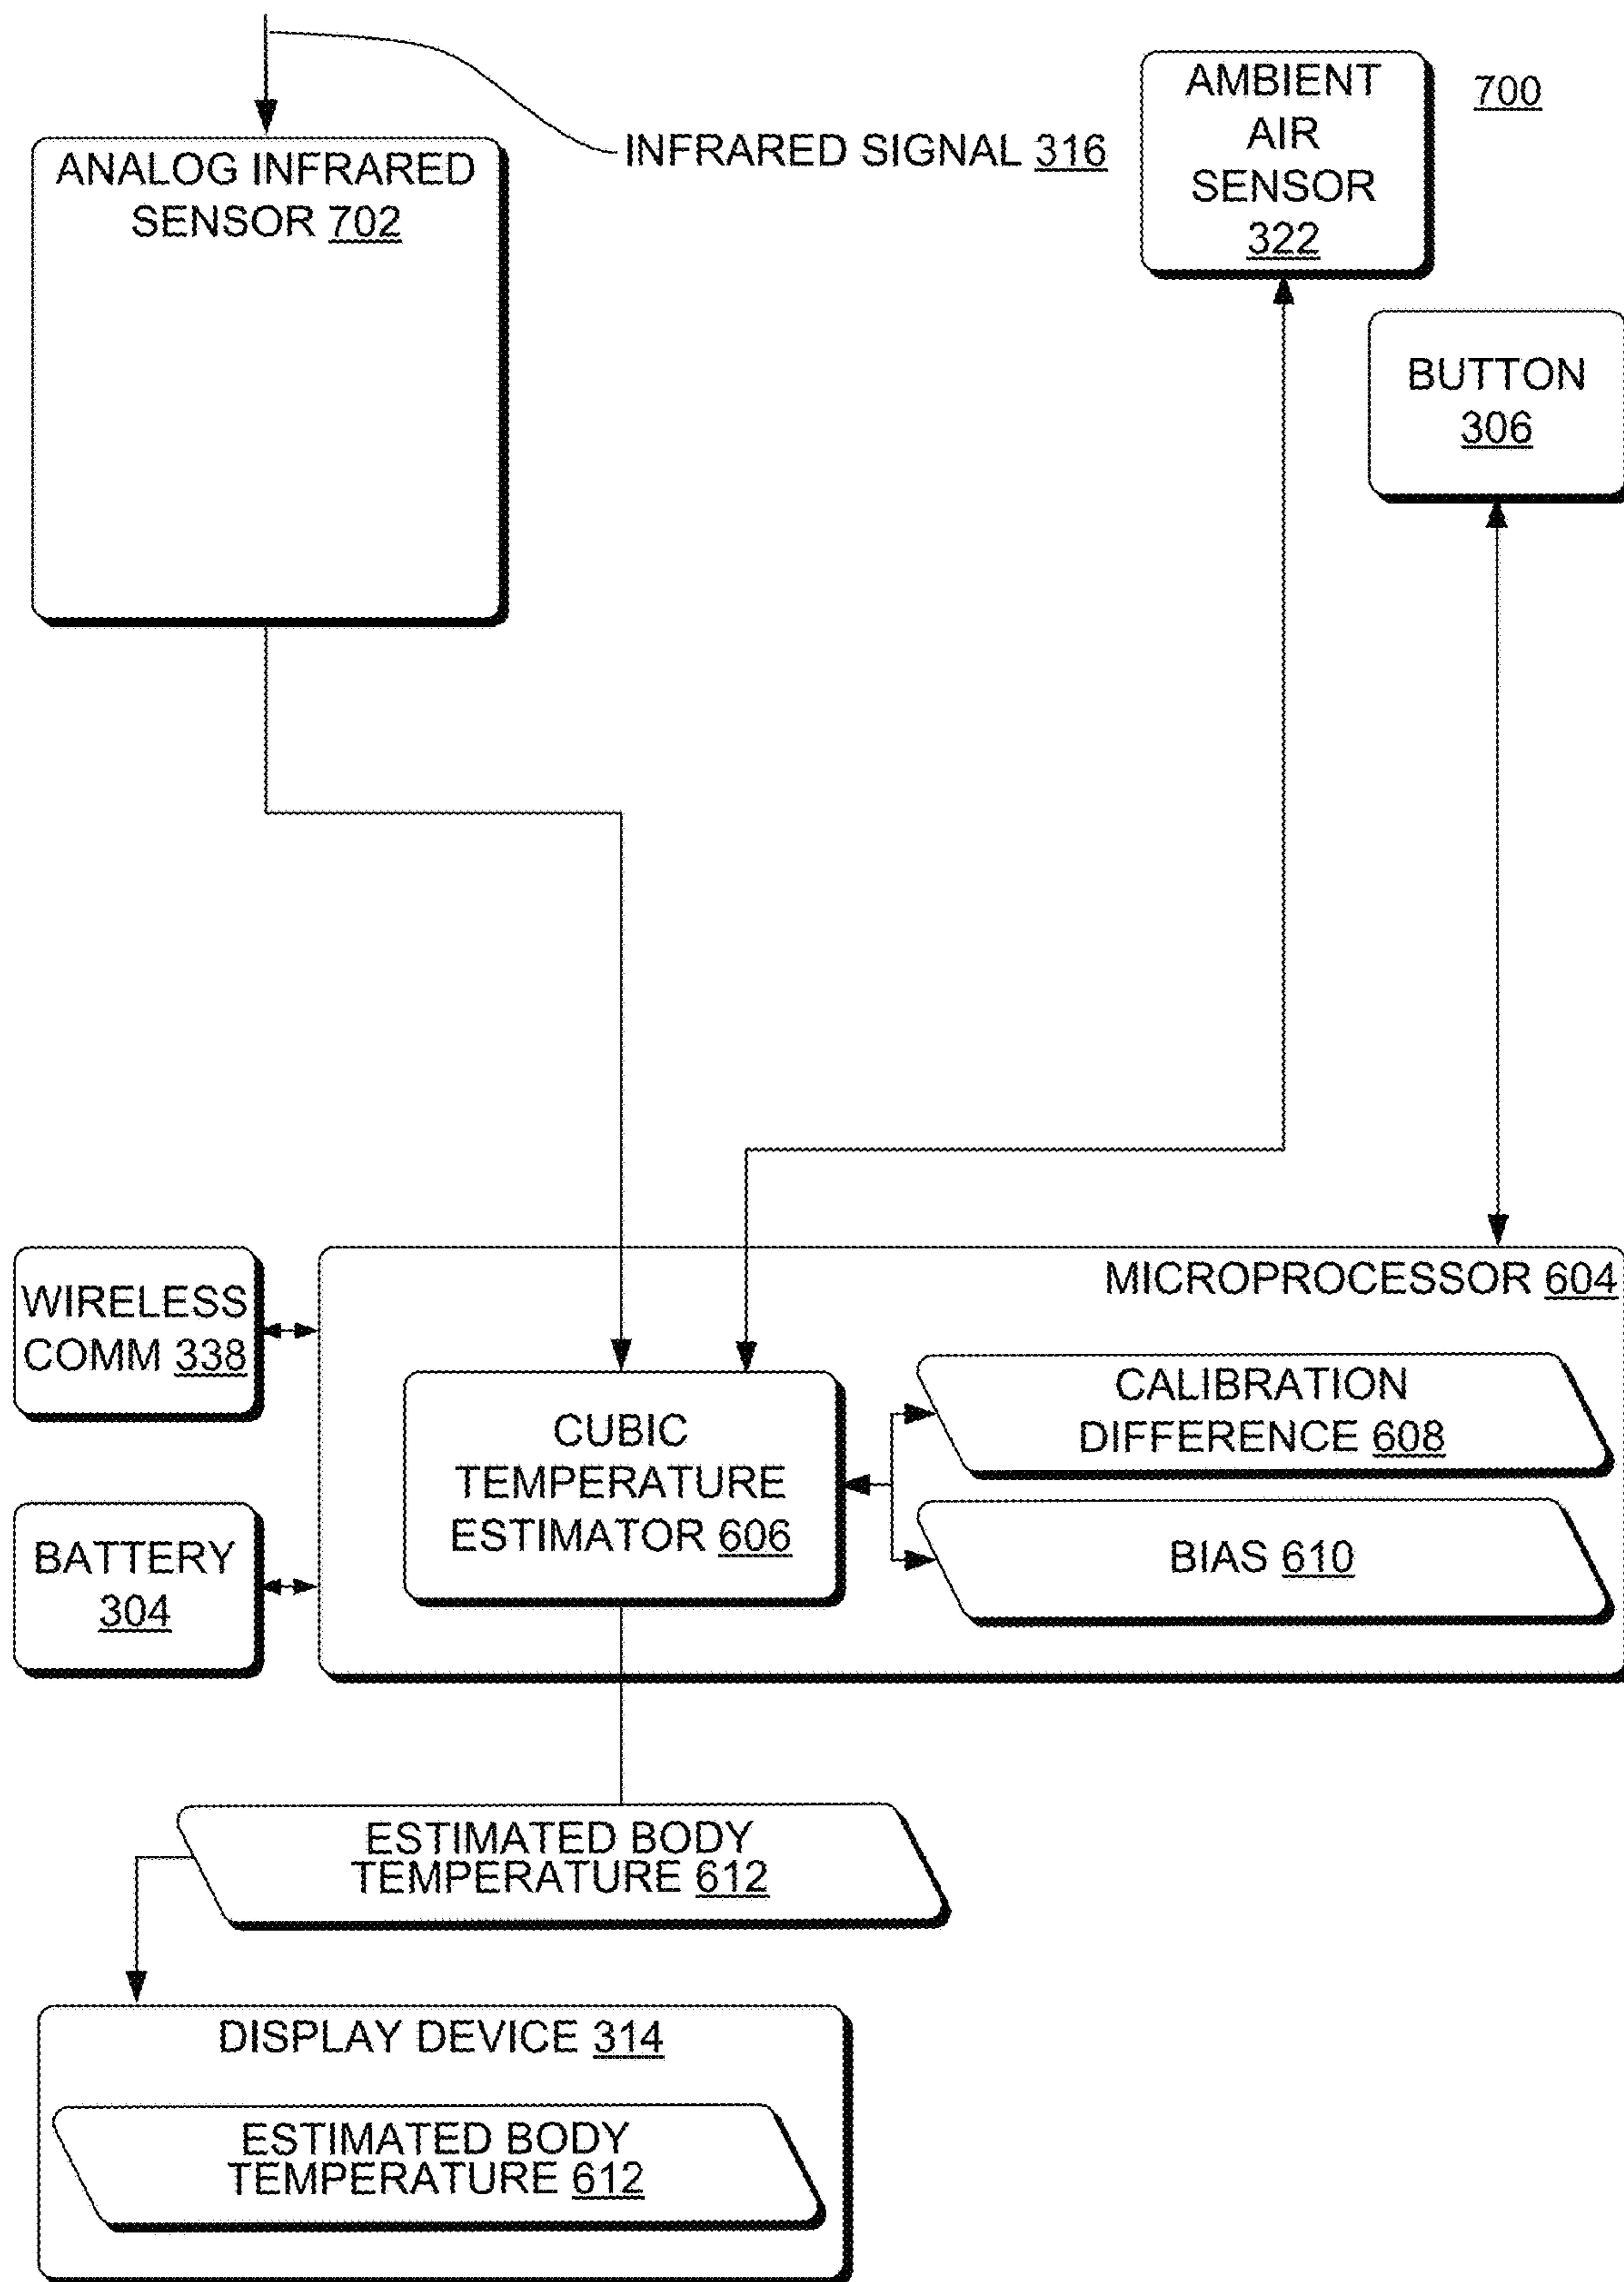 ANALOG INFRARED
SENSOR 702
INFRARED SIGNAL 316
AMBIENT
AIR
SENSOR
322
700
BUTTON
306
WIRELESS
COMM 338
BATTERY
304
MICROPROCESSOR 604
CUBIC
TEMPERATURE
ESTIMATOR 606
CALIBRATION
DIFFERENCE 608
BIAS 610
ESTIMATED BODY
TEMPERATURE 612
DISPLAY DEVICE 314
ESTIMATED BODY
TEMPERATURE 612